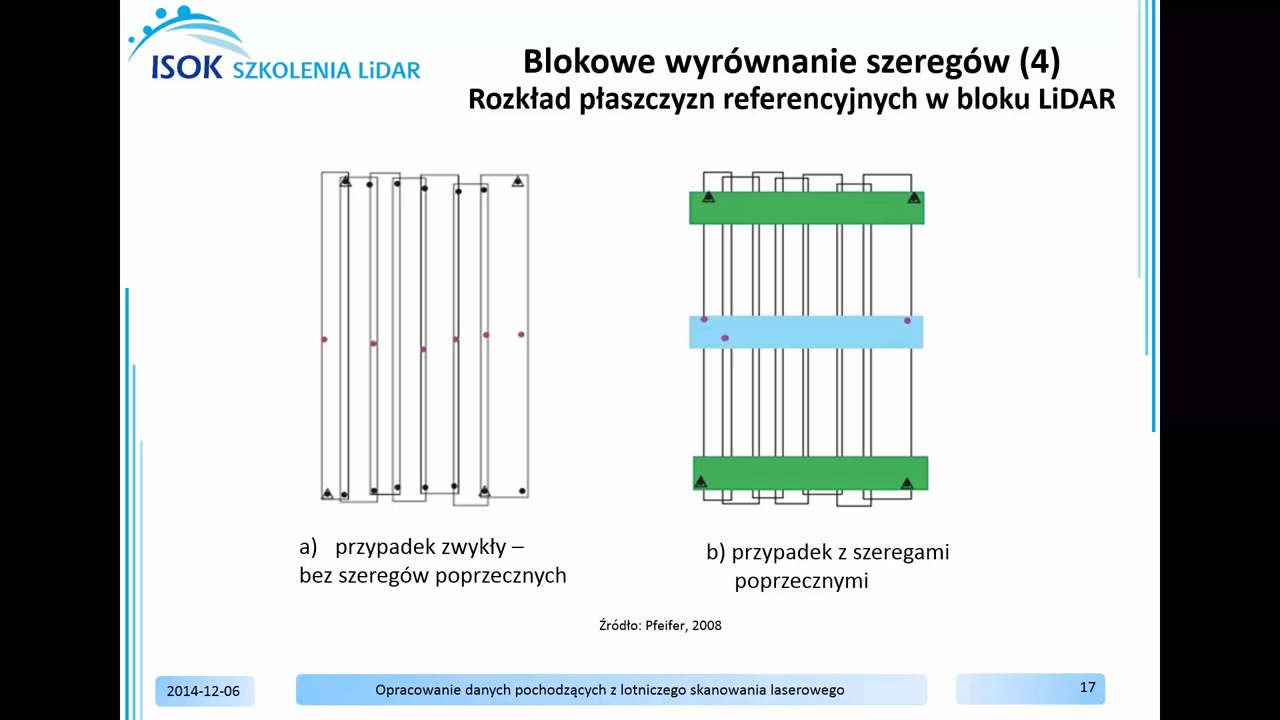 ISOK SZKOLENIA LiDAR
Blokowe wyrównanie szeregów (4)
Rozkład płaszczyzn referencyjnych w bloku LiDAR
a) przypadek zwykły –
bez szeregów poprzecznych
b) przypadek z szeregami
poprzecznymi
Źródło: Pfeifer, 2008
2014-12-06
Opracowanie danych pochodzących z lotniczego skanowania laserowego
17